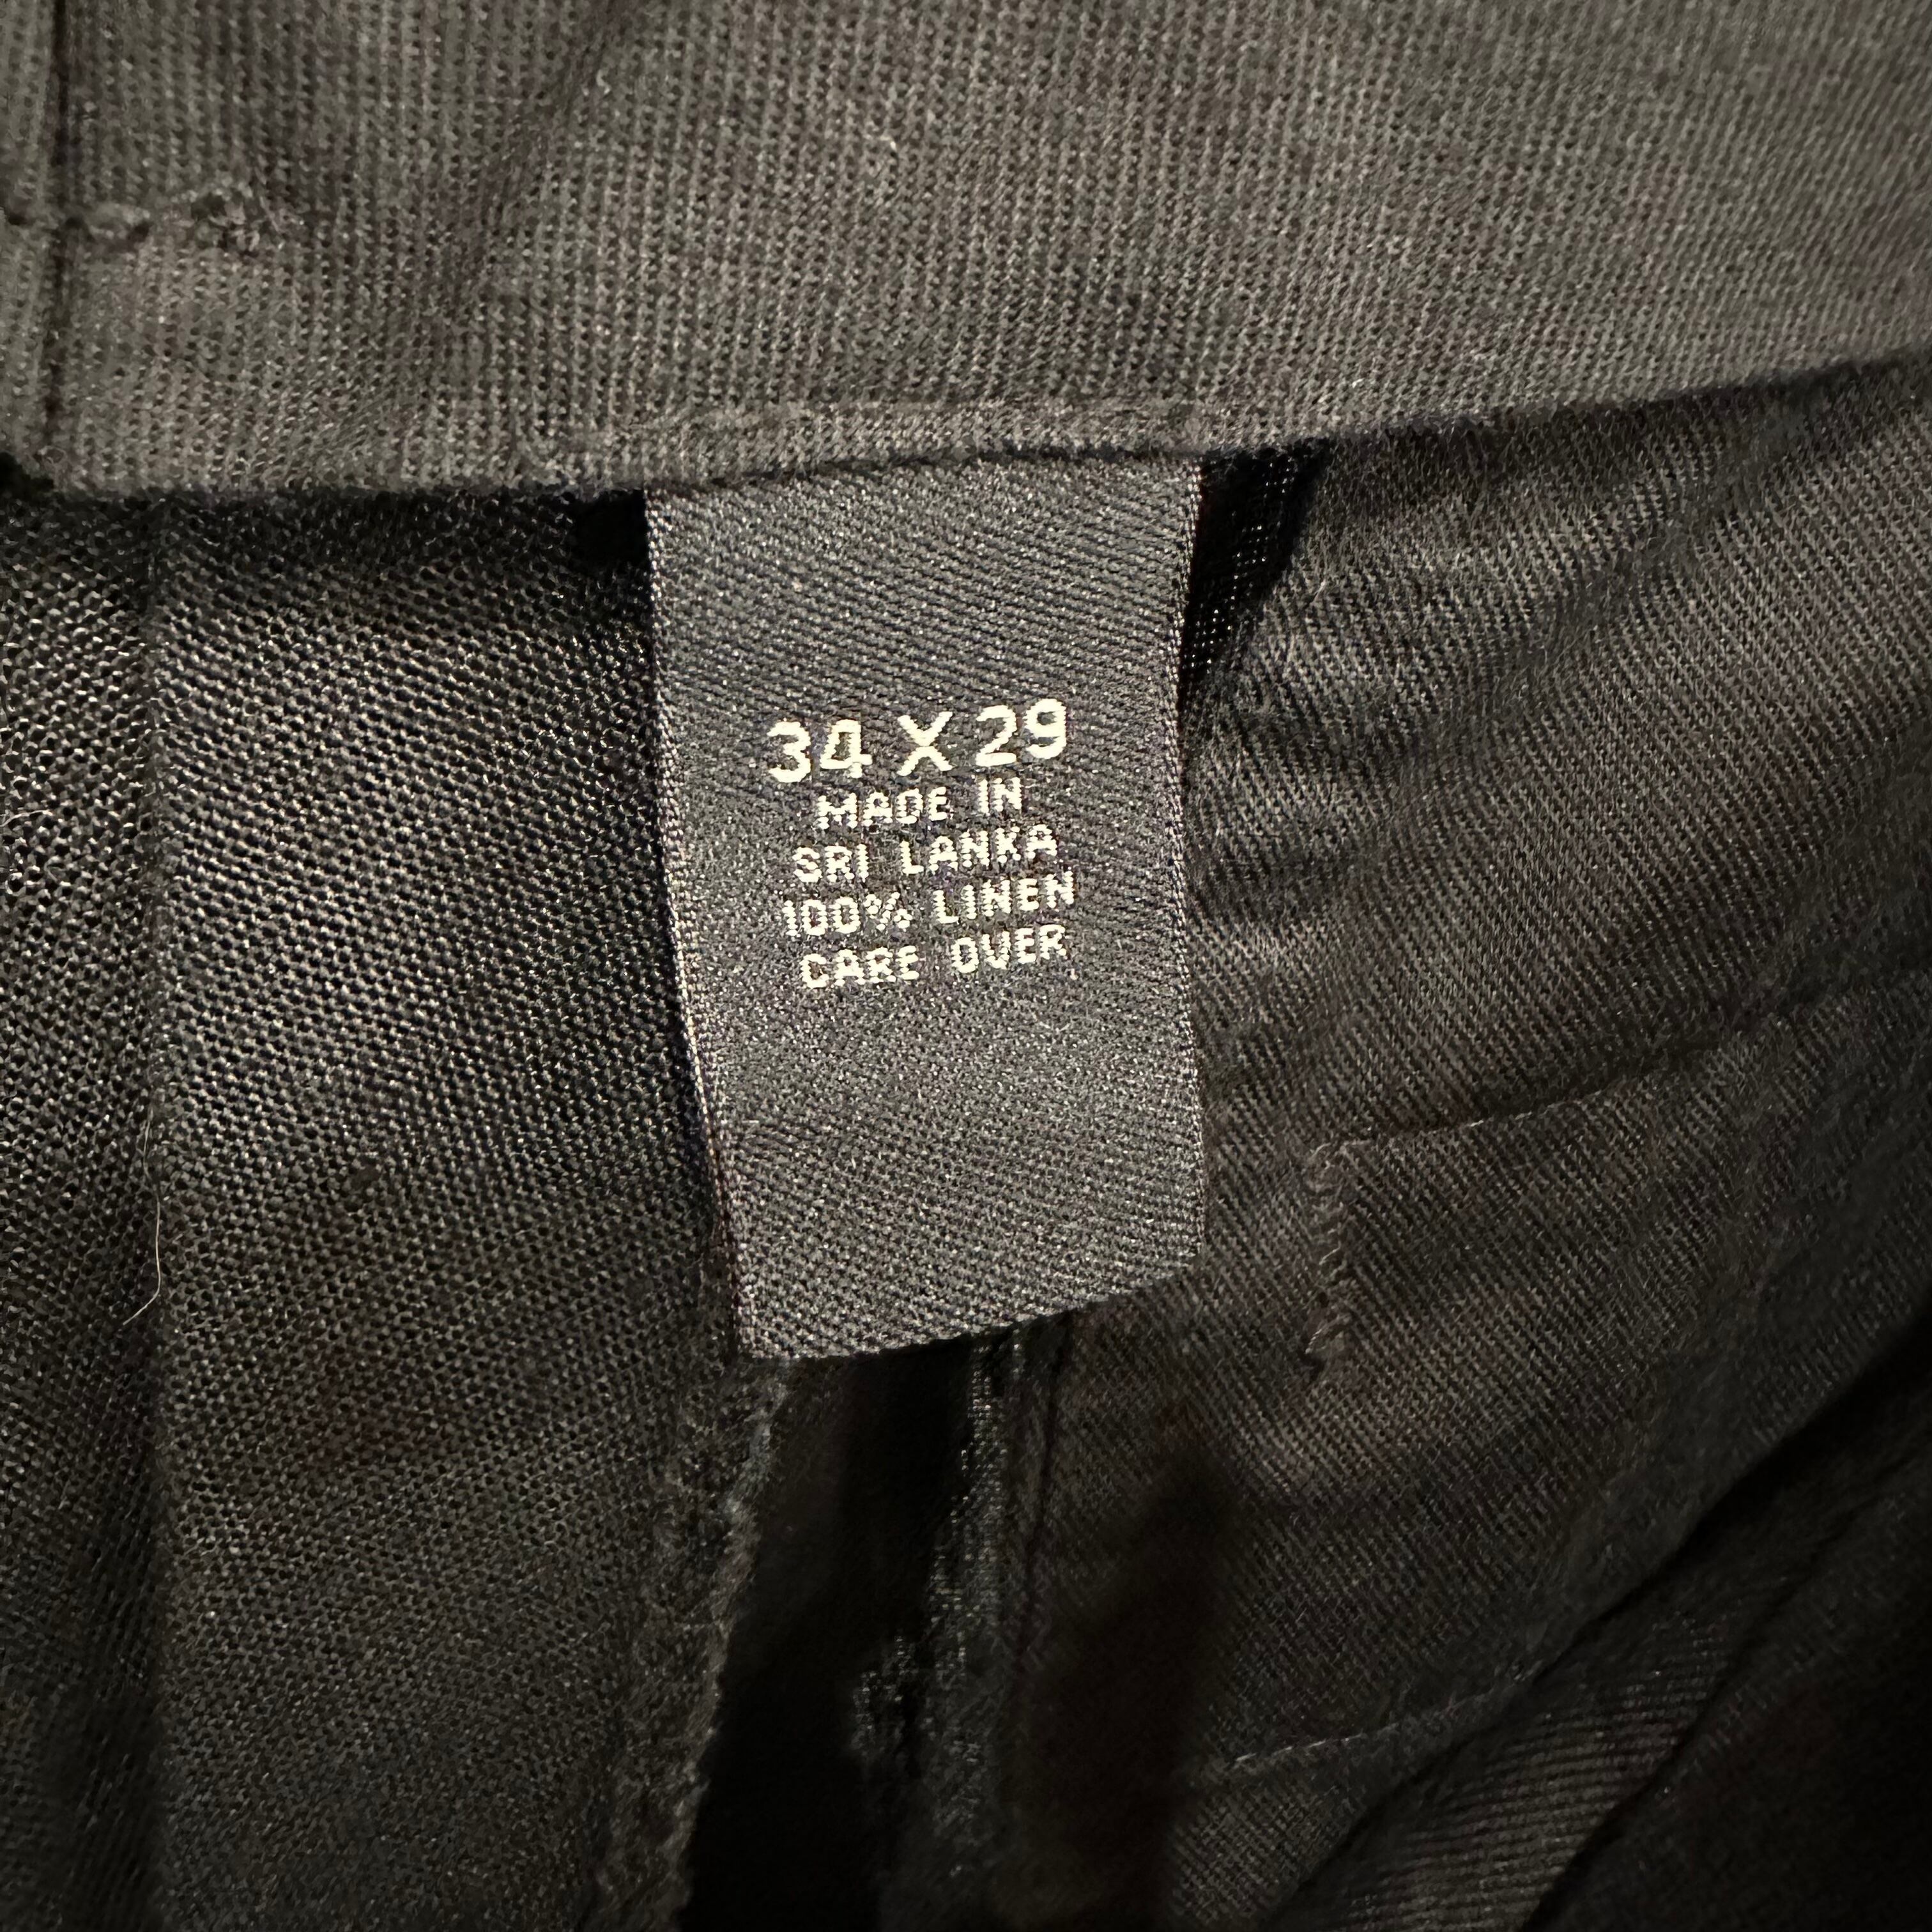 34 X 29
MADE IN
SRI LANKA
100% LINEN
CARE OVER